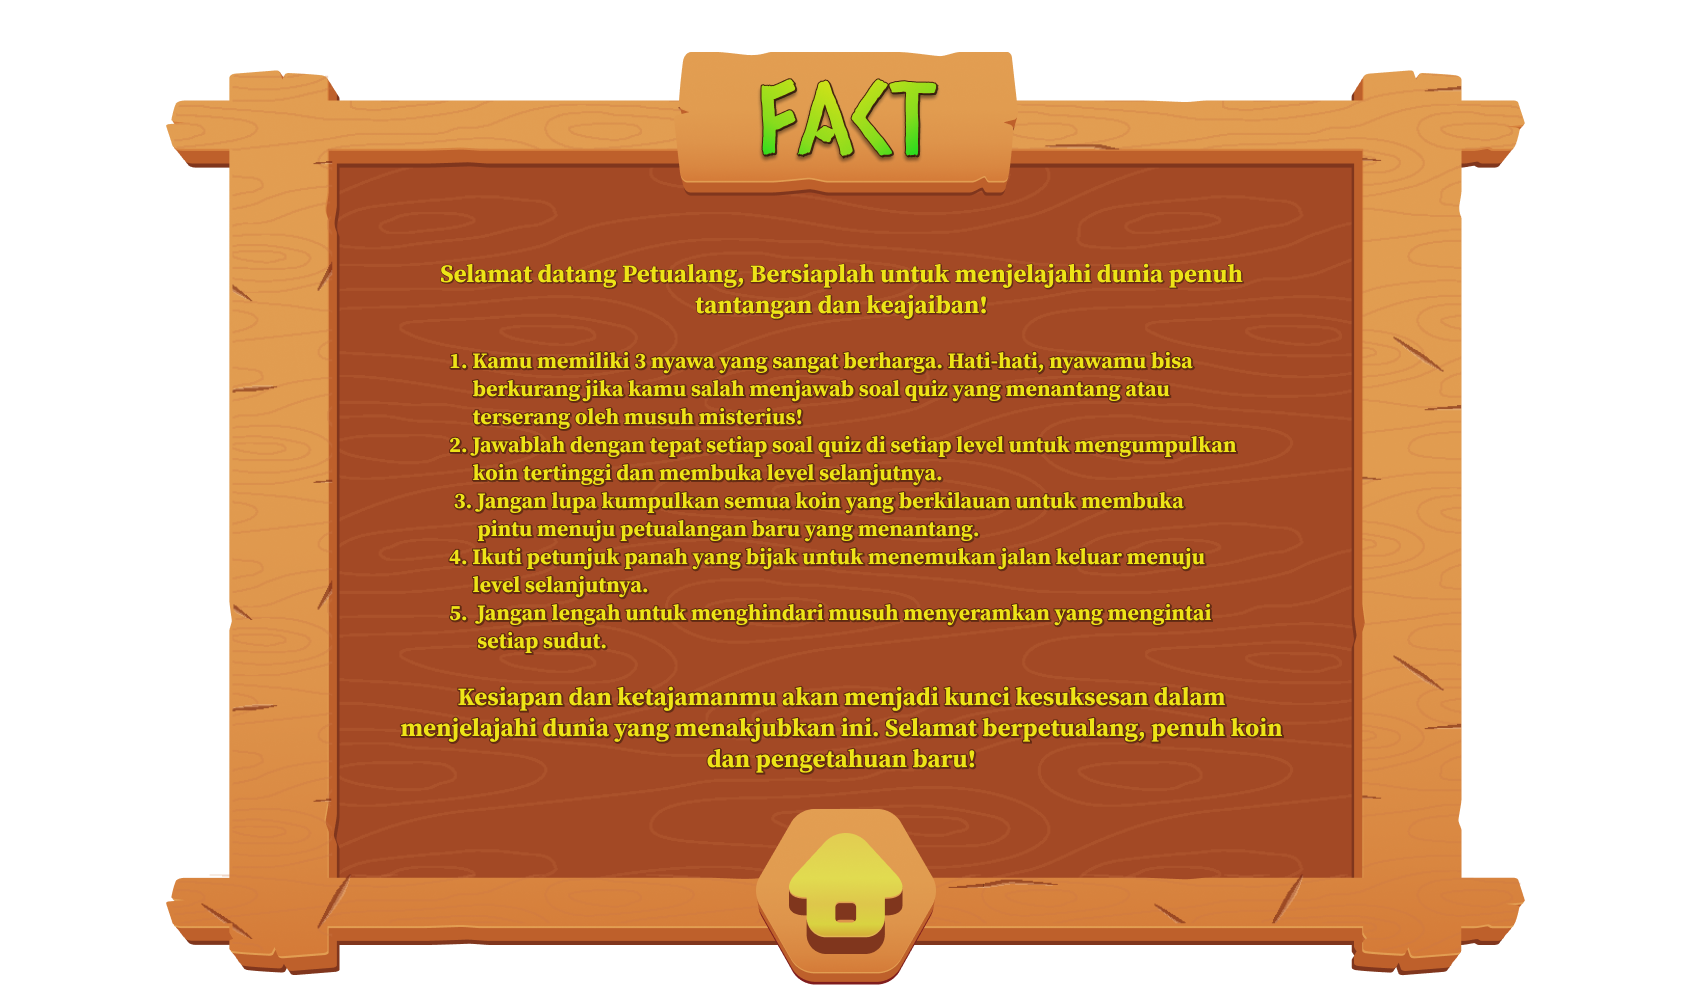 FACT
Selamat datang Petualang, Bersiaplah untuk menjelajahi dunia penuh
tantangan dan keajaiban!
1. Kamu memiliki 3 nyawa yang sangat berharga. Hati-hati, nyawamu bisa
berkurang jika kamu salah menjawab soal quiz yang menantang atau
terserang oleh musuh misterius!
2. Jawablah dengan tepat setiap soal quiz di setiap level untuk mengumpulkan
koin tertinggi dan membuka level selanjutnya.
3. Jangan lupa kumpulkan semua koin yang berkilauan untuk membuka
pintu menuju petualangan baru yang menantang.
4. Ikuti petunjuk panah yang bijak untuk menemukan jalan keluar menuju
level selanjutnya.
5. Jangan lengah untuk menghindari musuh menyeramkan yang mengintai
setiap sudut.
Kesiapan dan ketajamanmu akan menjadi kunci kesuksesan dalam
menjelajahi dunia yang menakjubkan ini. Selamat berpetualang, penuh koin
dan pengetahuan baru!